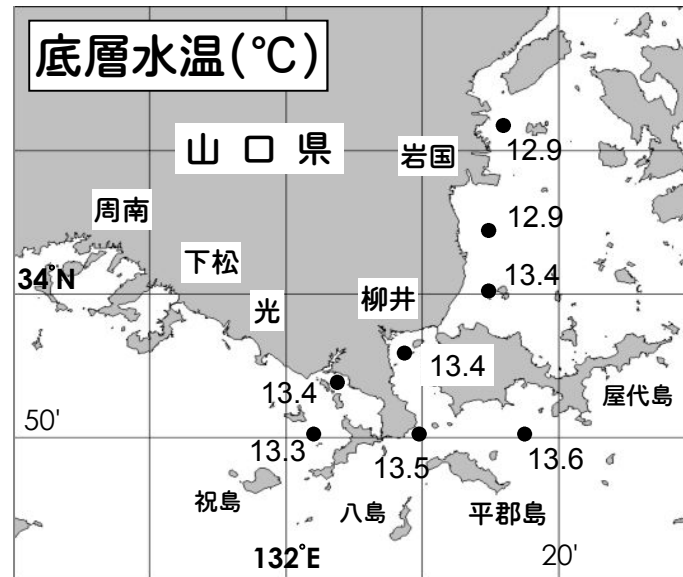 底層水温(℃)
山口県
岩国
12.9
周南
12.9
下松
34°N
13.4
光
柳井
13.4
13.4
屋代島
50'
13.3
13.5
13.6
祝島
八島
平郡島
132°E
20'